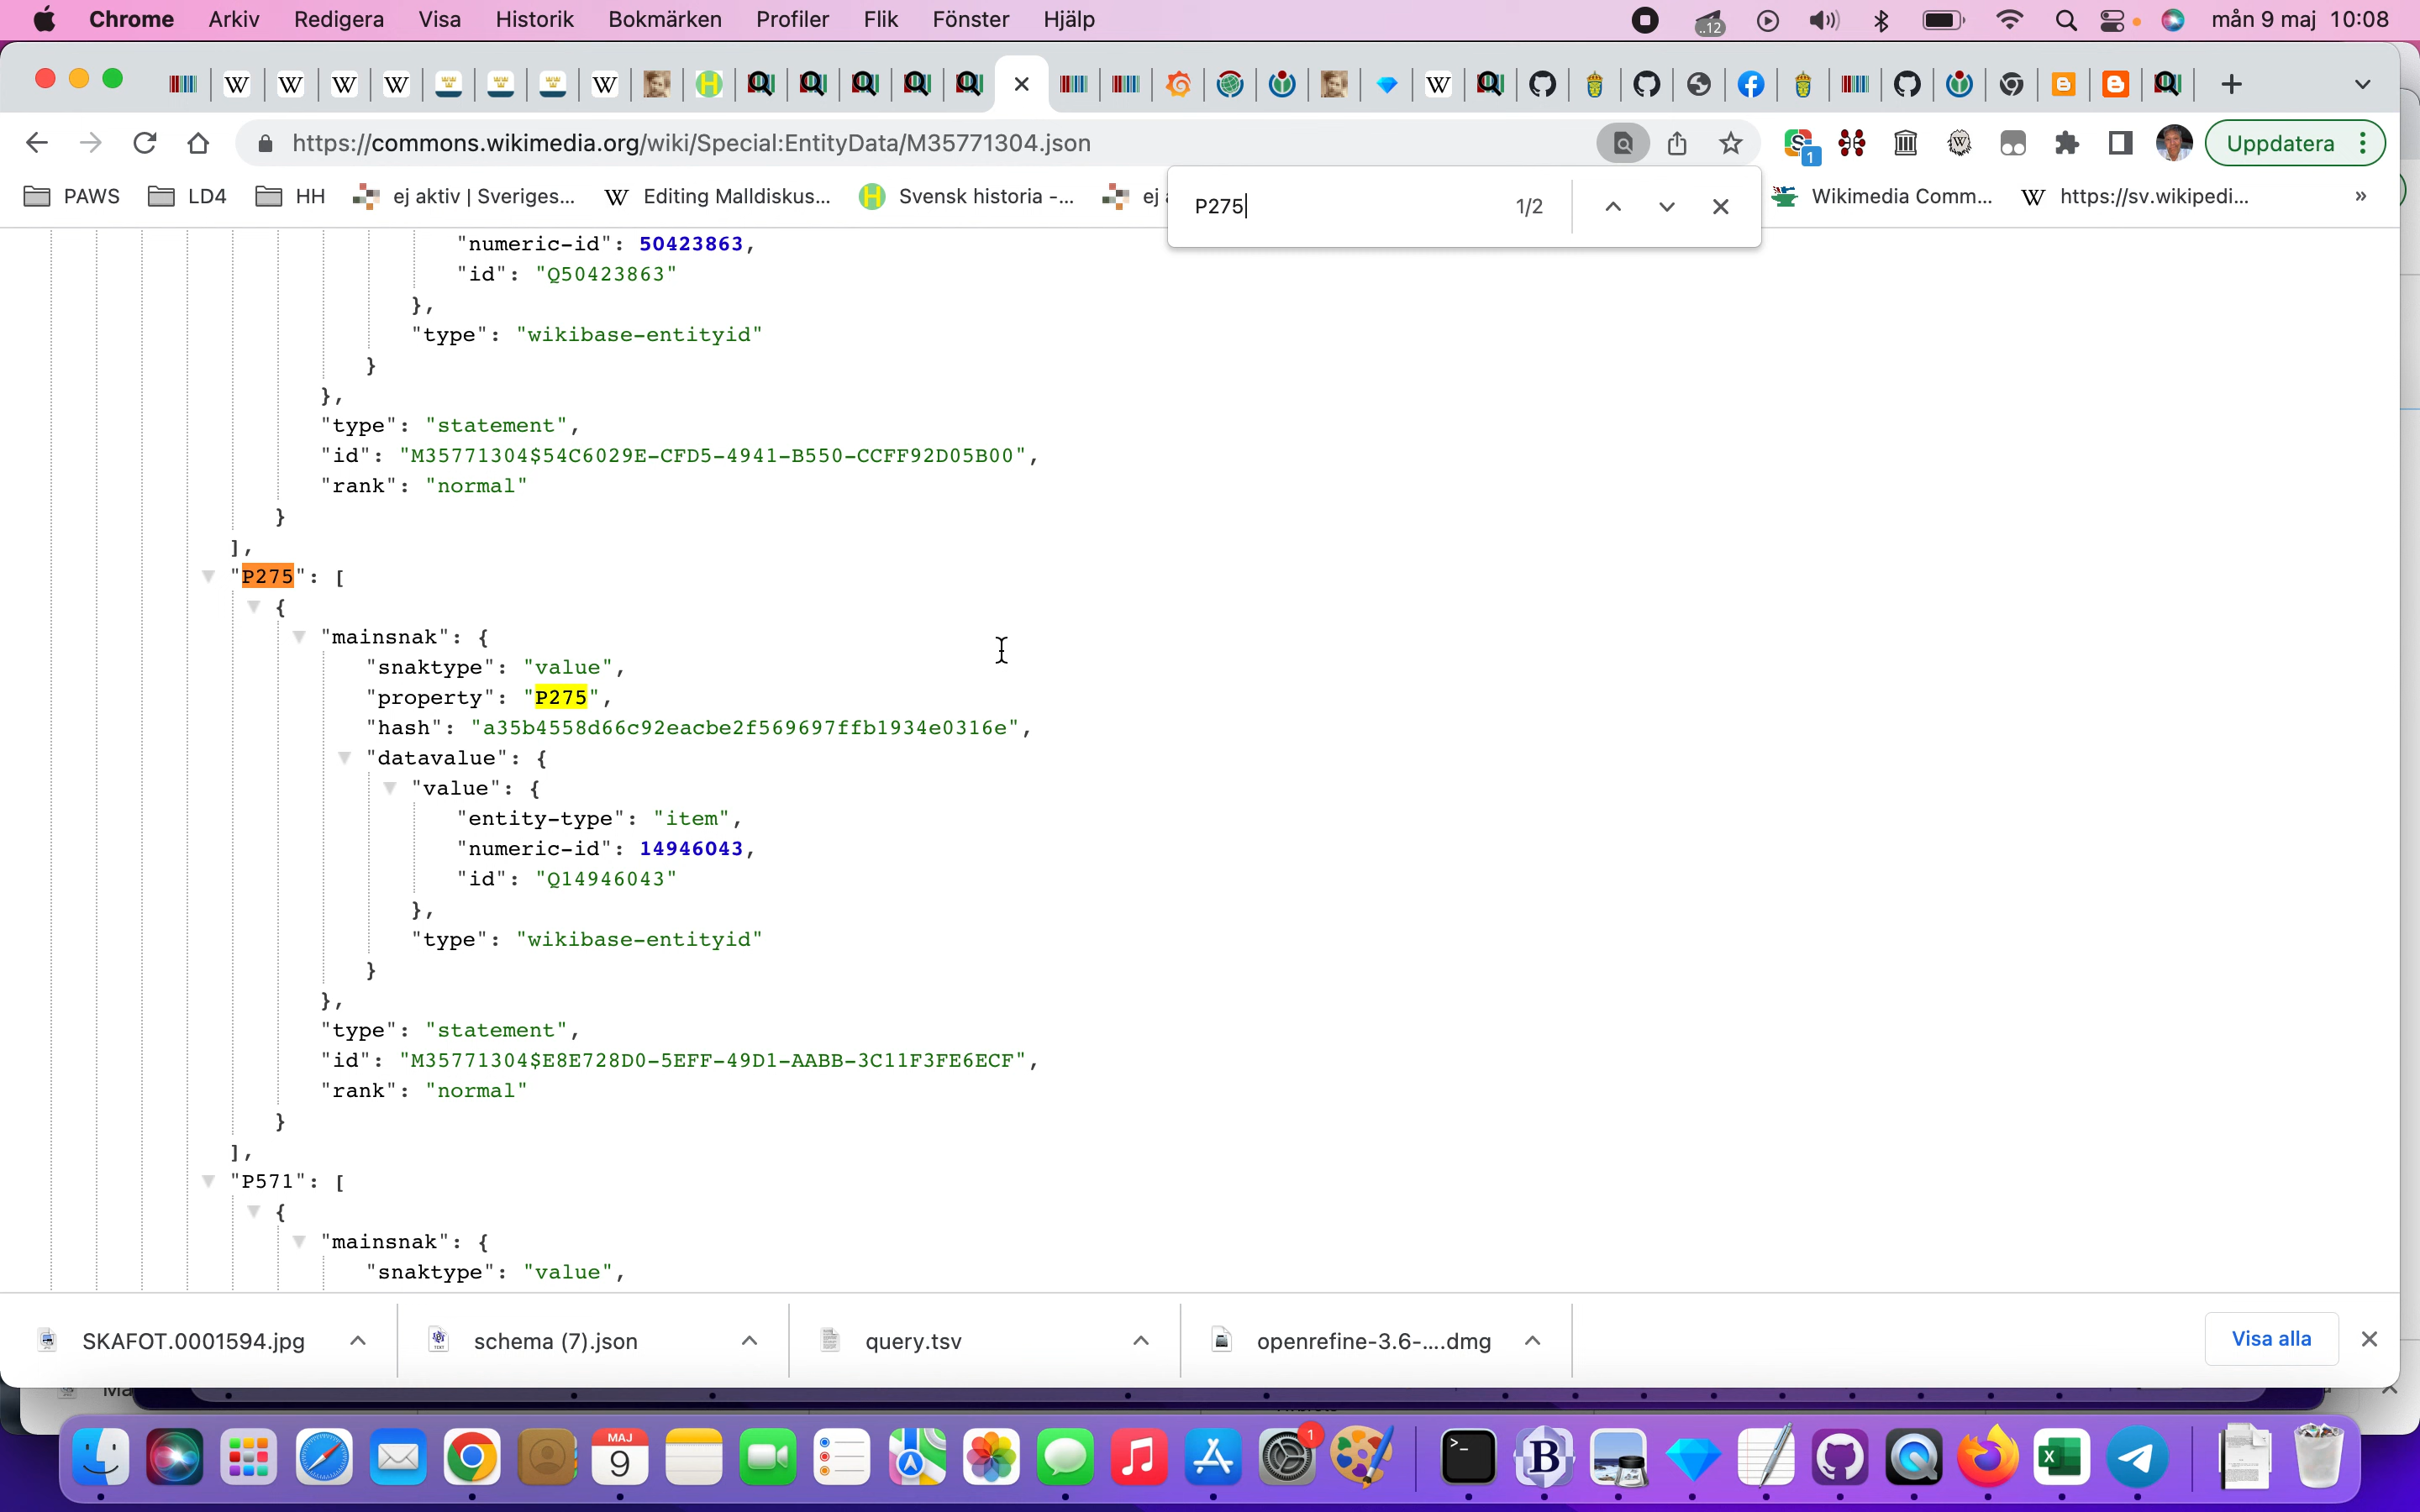 Chrome Arkiv Redigera Visa Historik Bokmärken Profiler Flik Fönster Hjälp ..12 mån 9 maj 10:08
https://commons.wikimedia.org/wiki/Special:EntityData/M35771304.json 1 Uppdatera
PAWS LD4 HH ej aktiv | Sveriges... Editing Malldiskus... Svensk historia -... ej Wikimedia Comm... https://sv.wikipedi... »
P275 1/2
"numeric-id": 50423863,
"id": "Q50423863"
},
"type": "wikibase-entityid"
}
},
"type": "statement",
"id": "M35771304$54C6029E-CFD5-4941-B550-CCFF92D05B00",
"rank": "normal"
}
],
"P275": [
{
"mainsnak": {
"snaktype": "value",
"property": "P275",
"hash": "a35b4558d66c92eacbe2f569697ffb1934e0316e",
"datavalue": {
"value": {
"entity-type": "item",
"numeric-id": 14946043,
"id": "Q14946043"
},
"type": "wikibase-entityid"
}
},
"type": "statement",
"id": "M35771304$E8E728D0-5EFF-49D1-AABB-3C11F3FE6ECF",
"rank": "normal"
}
],
"P571": [
{
"mainsnak": {
"snaktype": "value",
SKAFOT.0001594.jpg schema (7).json query.tsv openrefine-3.6-....dmg Visa alla
MAJ
9
1